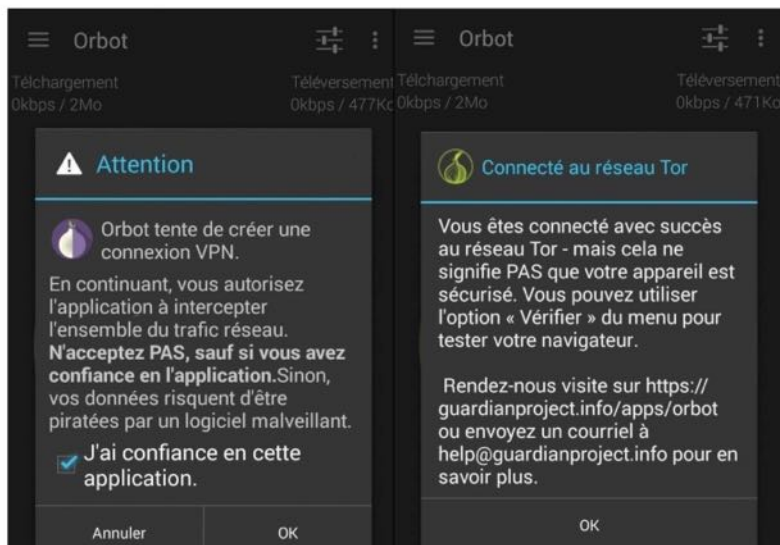 Orbot
Télchargement
Téléversement
0kbps / 2Mo
0kbps / 477Kc
Attention
Orbot tente de créer une
connexion VPN.
En continuant, vous autorisez
l'application à intercepter
l'ensemble du trafic réseau.
N'acceptez PAS, sauf si vous avez
confiance en l'application.Sinon,
vos données risquent d'être
piratées par un logiciel malveillant.
J'ai confiance en cette
application.
Annuler
OK
Orbot
Télchargement
Téléversement
0kbps / 2Mo
0kbps / 471Kc
Connecté au réseau Tor
Vous êtes connecté avec succès
au réseau Tor - mais cela ne
signifie PAS que votre appareil est
sécurisé. Vous pouvez utiliser
l'option « Vérifier » du menu pour
tester votre navigateur.
Rendez-nous visite sur https://
guardianproject.info/apps/orbot
ou envoyez un courriel à
help@guardianproject.info pour en
savoir plus.
OK